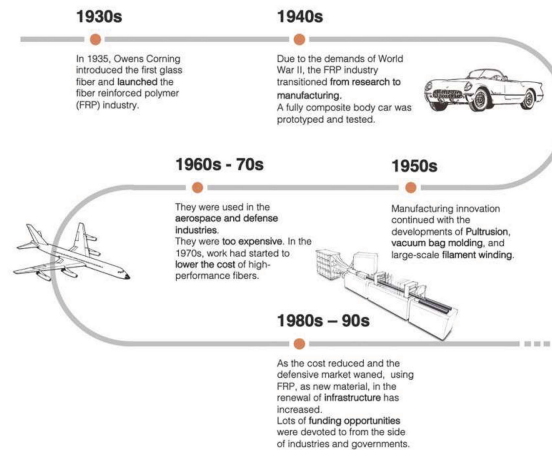 1930s
In 1935, Owens Corning
introduced the first glass
fiber and launched the
fiber reinforced polymer
(FRP) industry.
1940s
Due to the demands of World
War II, the FRP industry
transitioned from research to
manufacturing.
A fully composite body car was
prototyped and tested.
1950s
Manufacturing innovation
continued with the
developments of Pultrusion,
vacuum bag molding, and
large-scale filament winding.
1960s - 70s
They were used in the
aerospace and defense
industries.
They were too expensive. In the
1970s, work had started to
lower the cost of high-
performance fibers.
1980s – 90s
As the cost reduced and the
defensive market waned, using
FRP, as new material, in the
renewal of infrastructure has
increased.
Lots of funding opportunities
were devoted to from the side
of industries and governments.